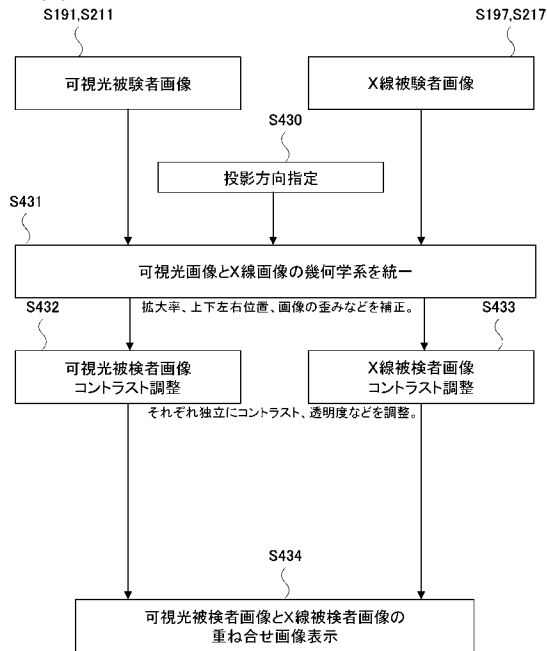 S191,S211
S197,S217
可視光被験者画像
X線被験者画像
S430
投影方向指定
S431
可視光画像とX線画像の幾何学系を統一
拡大率、上下左右位置、画像の歪みなどを補正。
S432
S433
可視光被検者画像
コントラスト調整
X線被検者画像
コントラスト調整
それぞれ独立にコントラスト、透明度などを調整。
S434
可視光被検者画像とX線被検者画像の
重ね合せ画像表示